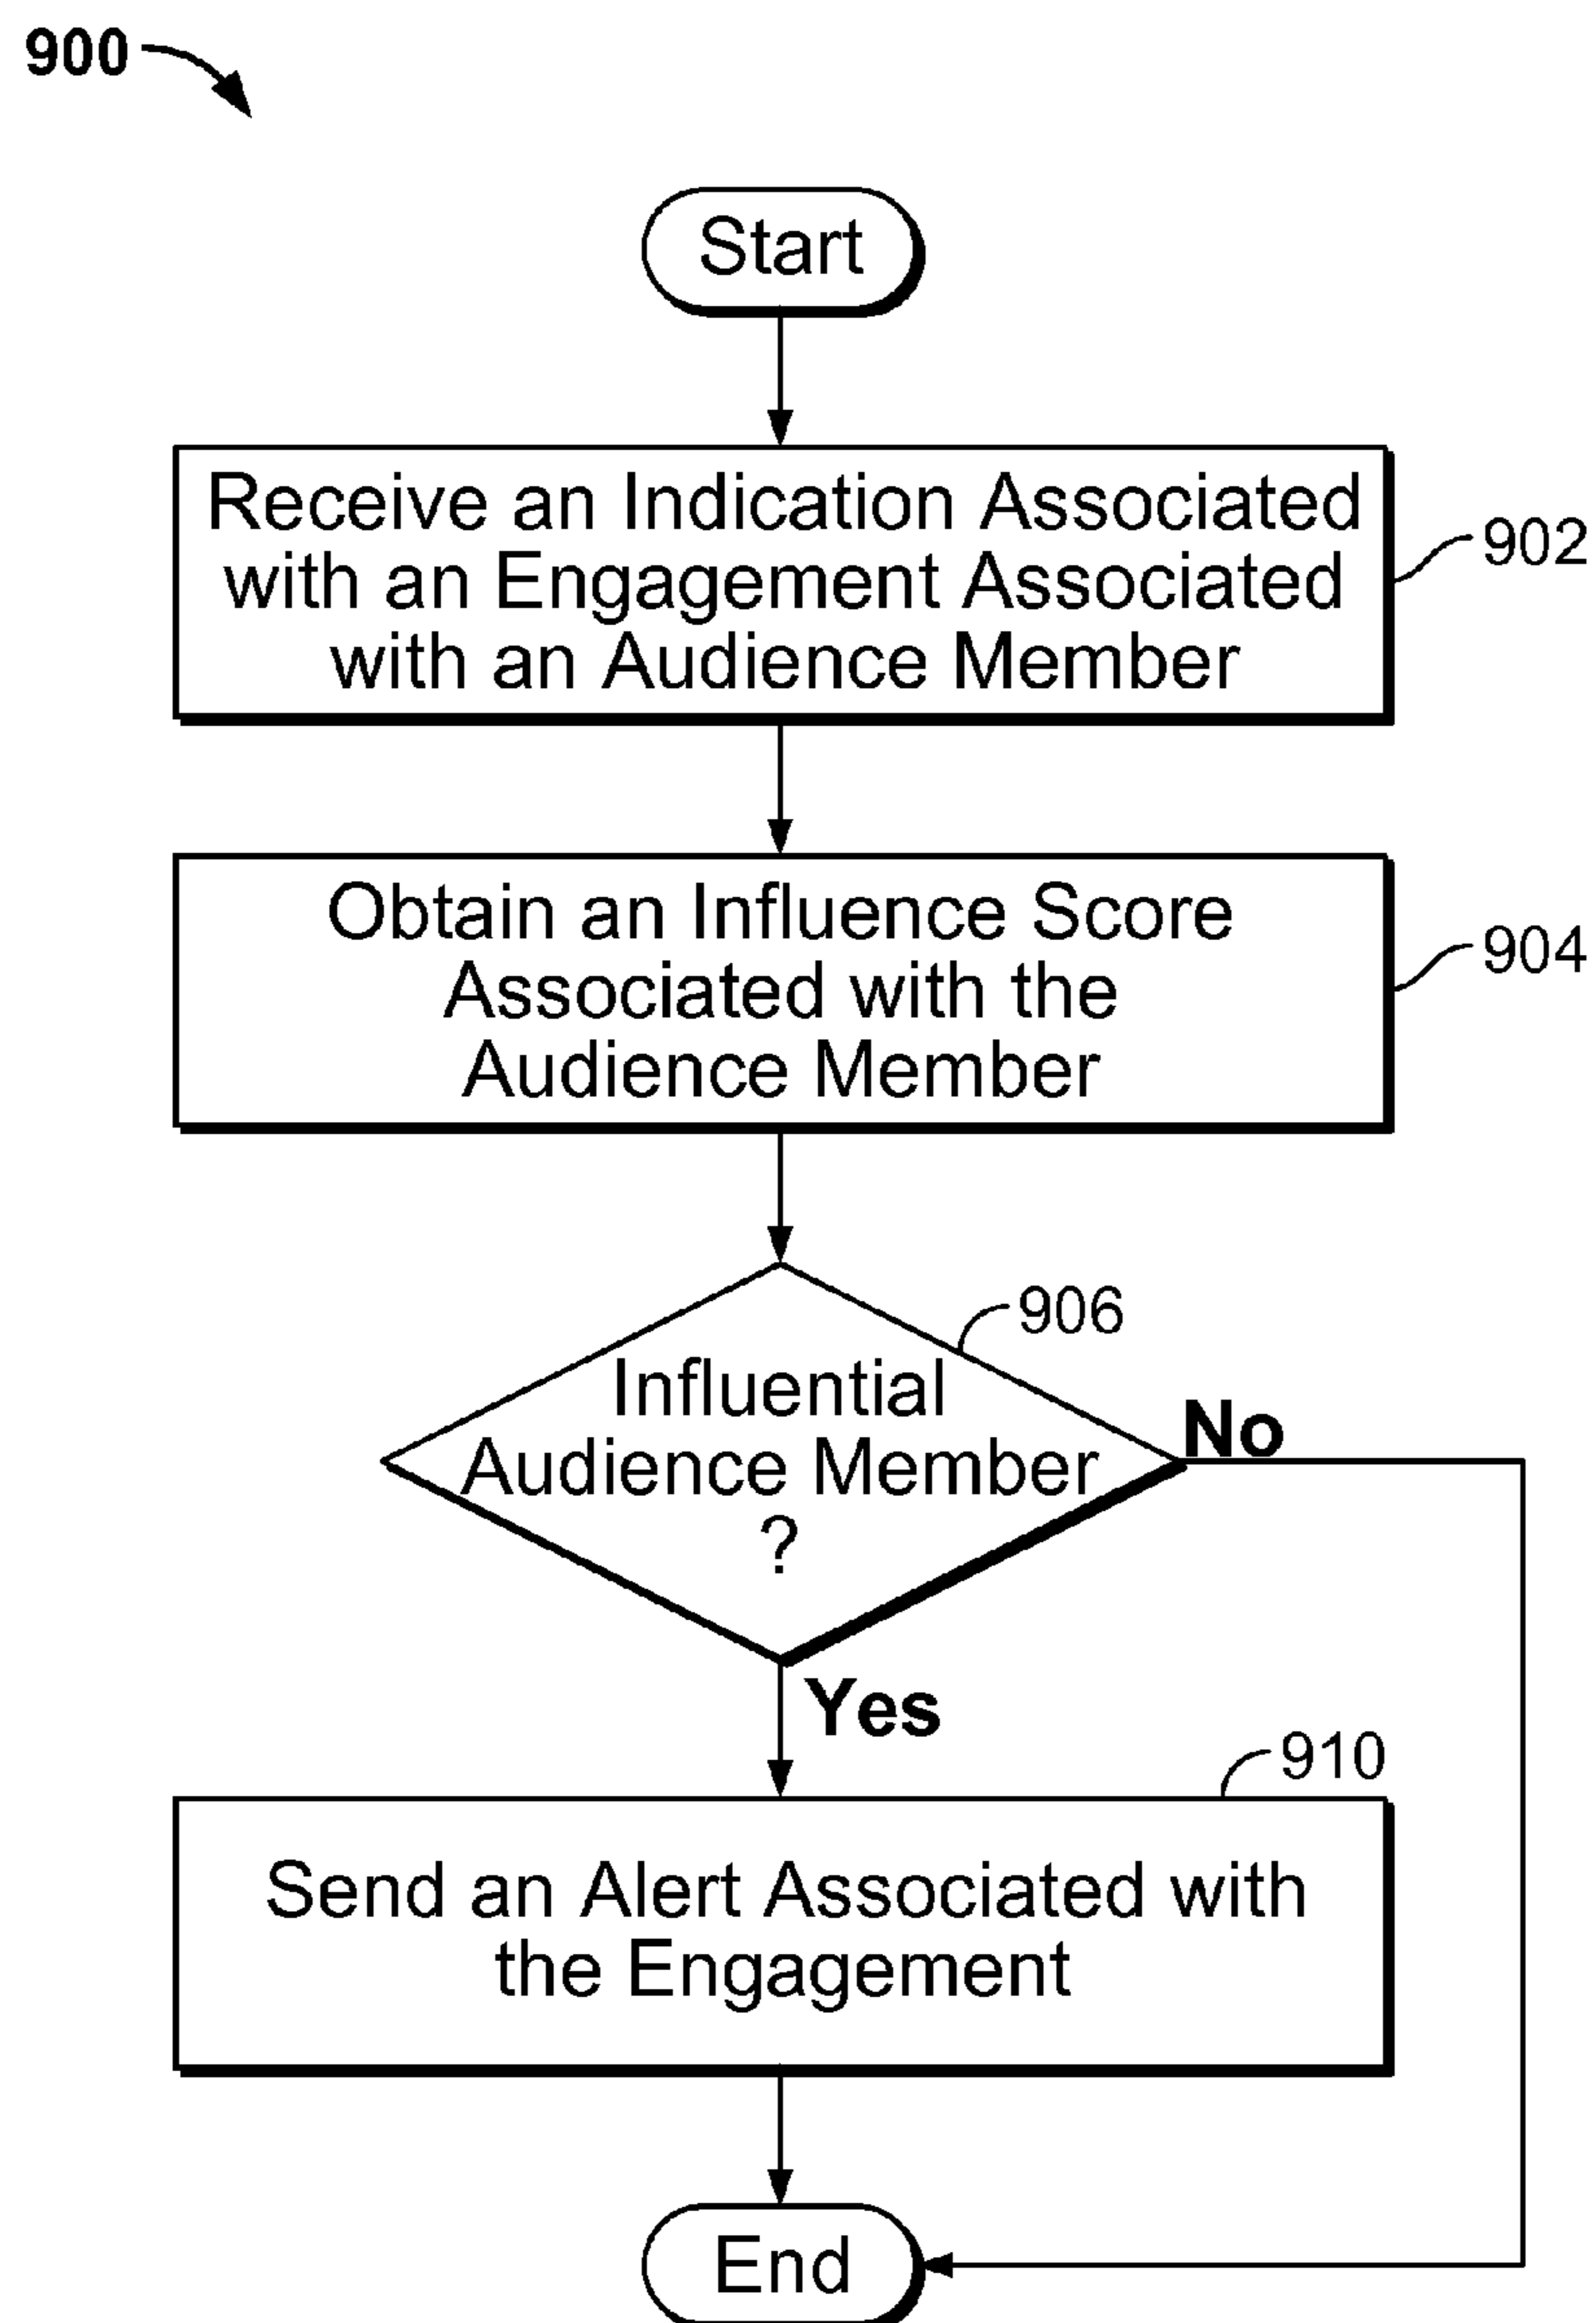 900
Start
Receive an Indication Associated
with an Engagement Associated
with an Audience Member
902
Obtain an Influence Score
Associated with the
Audience Member
904
906
Influential
Audience Member
?
No
Yes
910
Send an Alert Associated with
the Engagement
End